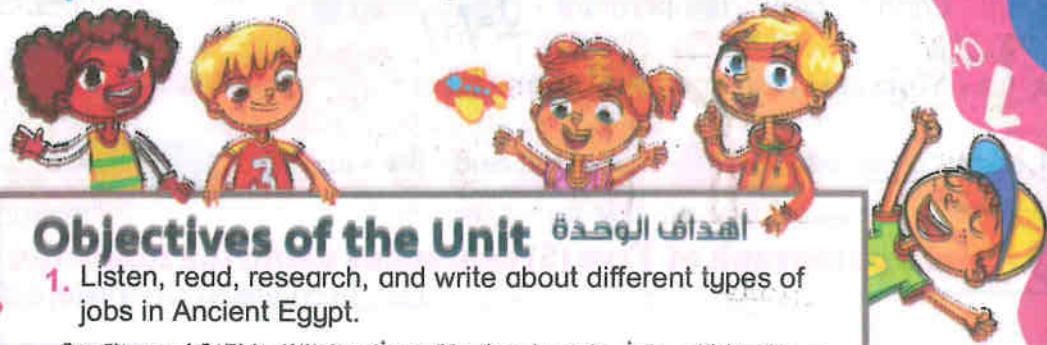 Objectives of the Unit أهداف الوحدة
1. Listen, read, research, and write about different types of
jobs in Ancient Egypt.
3